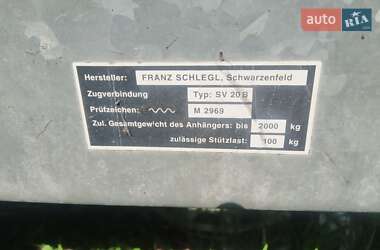 auto RIA
Hersteller: FRANZ SCHLEGL, Schwarzenfeld
Zugverbindung Typ: SV 20 B
Prüfzeichen: M 2969
Zul. Gesamtgewicht des Anhängers: bis 2000 kg
zulässige Stützlast: 100 kg